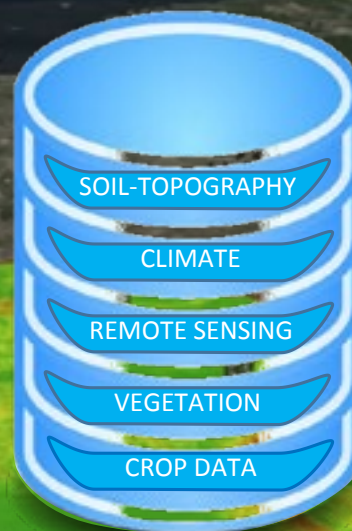 SOIL-TOPOGRAPHY
CLIMATE
REMOTE SENSING
VEGETATION
CROP DATA